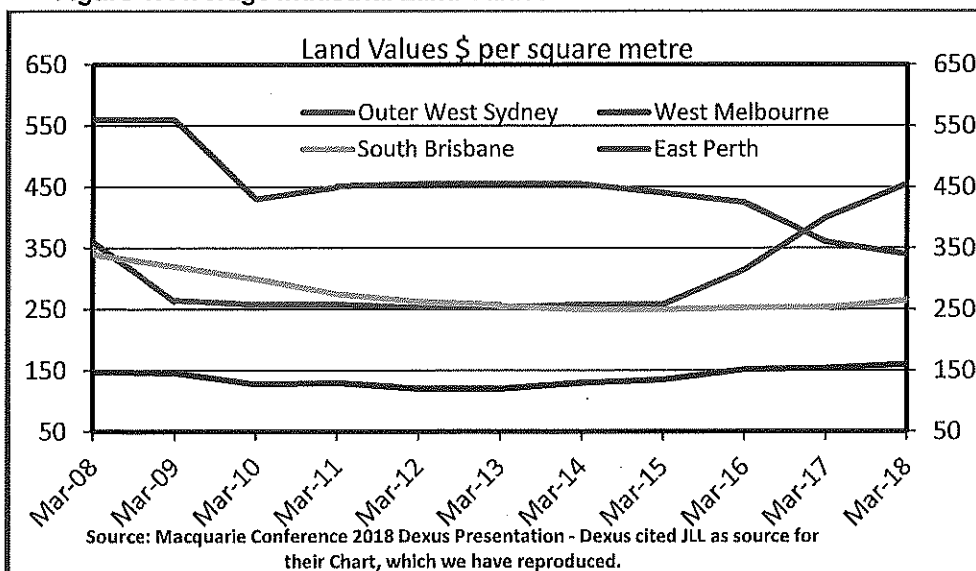 Land Values $ per square metre
650 650
Outer West Sydney West Melbourne
550 550
South Brisbane East Perth
450 450
350 350
250 250
150 150
50 50
Mar-08 Mar-09 Mar-10 Mar-11 Mar-12 Mar-13 Mar-14 Mar-15 Mar-16 Mar-17 Mar-18
Source: Macquarie Conference 2018 Dexus Presentation - Dexus cited JLL as source for
their Chart, which we have reproduced.